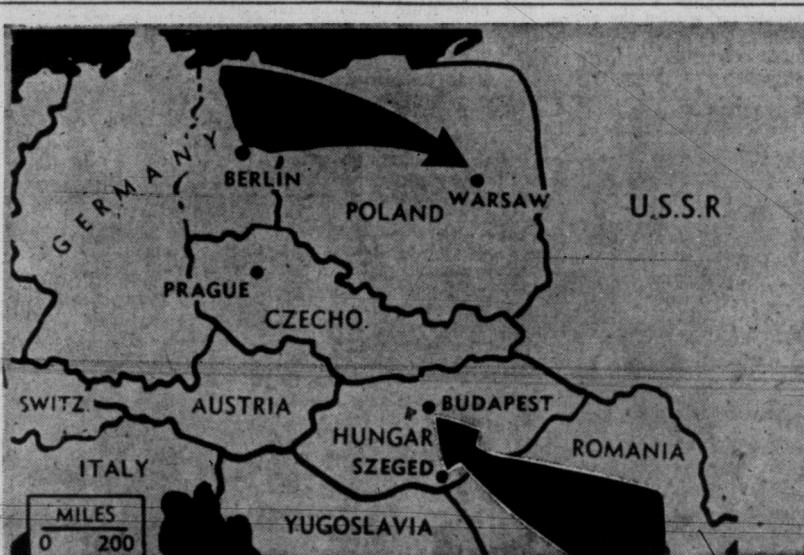 GERMANY
BERLIN
POLAND
WARSAW
U.S.S.R
PRAGUE
CZECHO.
SWITZ.
AUSTRIA
BUDAPEST
HUNGAR
ROMANIA
ITALY
SZEGED
MILES
0 200
YUGOSLAVIA